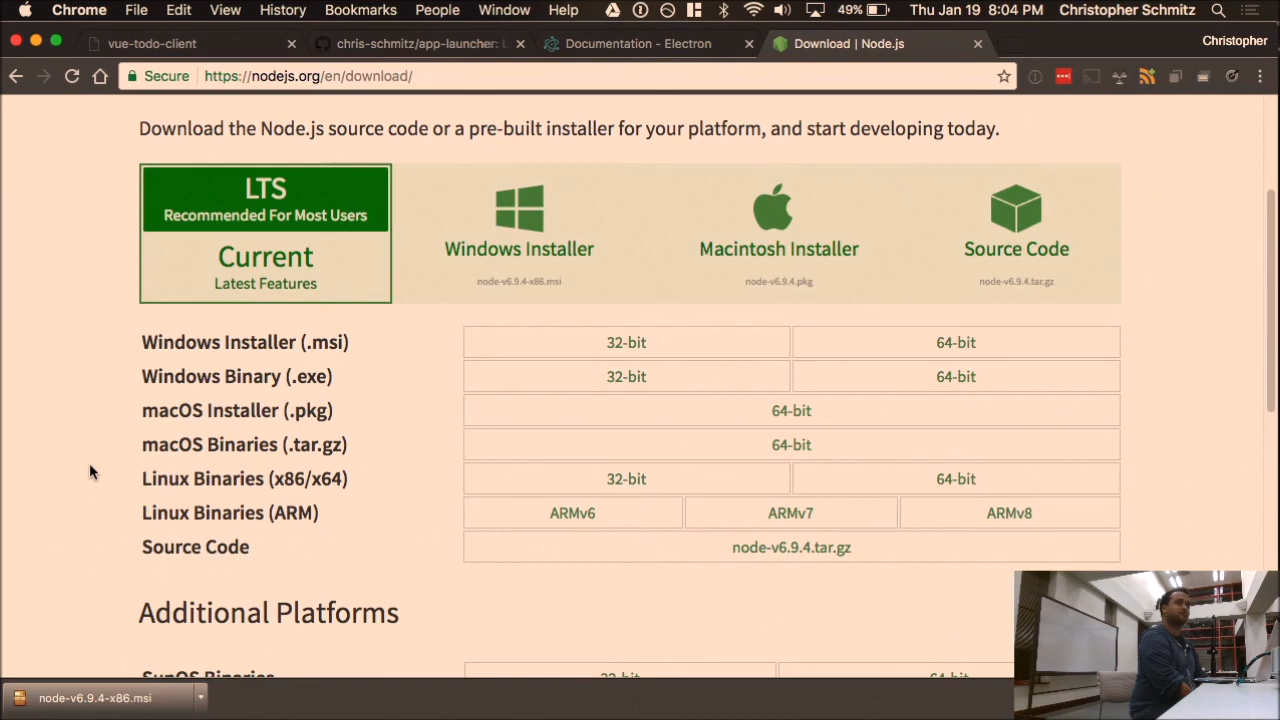 Chrome File Edit View History Bookmarks People Window Help 49% Thu Jan 19 8:04 PM Christopher Schmitz
vue-todo-client chris-schmitz/app-launcher: L Documentation - Electron Download | Node.js Christopher
Secure https://nodejs.org/en/download/
Download the Node.js source code or a pre-built installer for your platform, and start developing today.
LTS
Recommended For Most Users
Current
Latest Features
Windows Installer
node-v6.9.4-x86.msi
Macintosh Installer
node-v6.9.4.pkg
Source Code
node-v6.9.4.tar.gz
Windows Installer (.msi) 32-bit 64-bit
Windows Binary (.exe) 32-bit 64-bit
macOS Installer (.pkg) 64-bit
macOS Binaries (.tar.gz) 64-bit
Linux Binaries (x86/x64) 32-bit 64-bit
Linux Binaries (ARM) ARMv6 ARMv7 ARMv8
Source Code node-v6.9.4.tar.gz
Additional Platforms
SunOS Binaries 32-bit 64-bit
node-v6.9.4-x86.msi